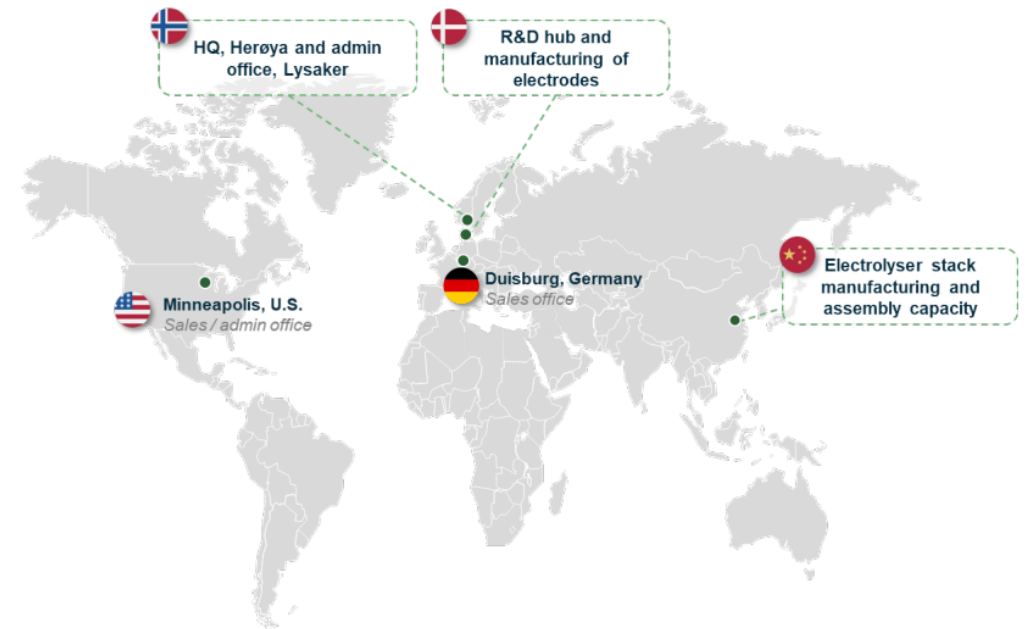 HQ, Herøya and admin
office, Lysaker
R&D hub and
manufacturing of
electrodes
Electrolyser stack
manufacturing and
assembly capacity
Duisburg, Germany
Sales office
Minneapolis, U.S.
Sales / admin office